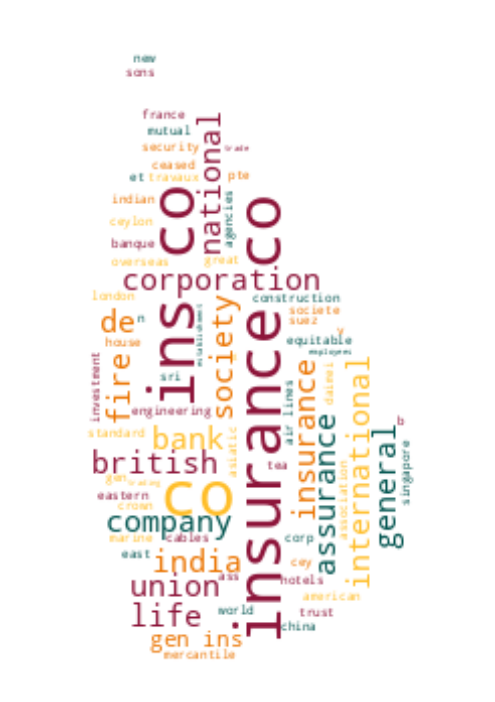 new
sons
france
mutual
security
trade
ceased
et
travaux
pte
national
indian
agencies
ins co
insurance co
ceylon
banque
overseas
great
corporation
london
construction
de
n
societe
suez
y
establishment
society
house
equitable
employees
fire
investment
sri
insurance
daimei
international
air lines
engineering
assurance
br
general
standard
bank
asiatic
singapore
british
tea
association
gen
trading
co
eastern
crown
company
marine
cables
corp
east
india
cey
ass
union
hotels
american
life
world
trust
china
gen ins
mercantile